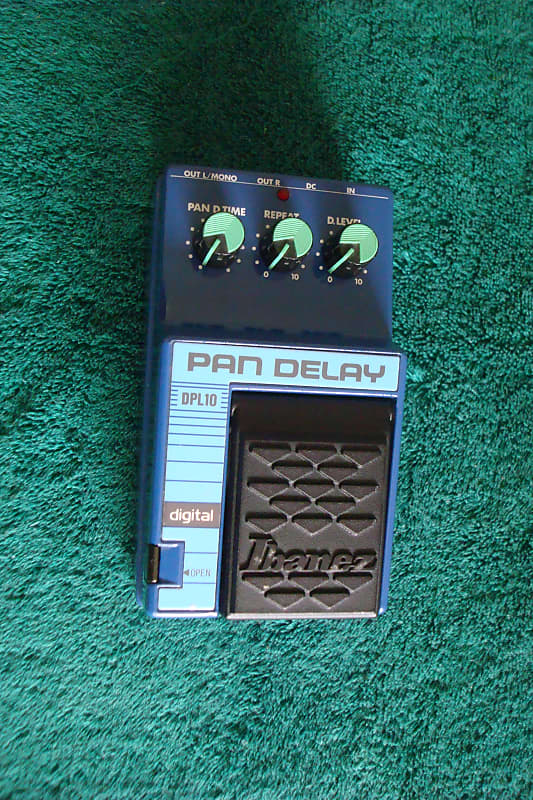 OUT L/MONO OUT R DC IN
PAN D.TIME REPEAT D.LEVEL
0 10 0 10
PAN DELAY
DPL10
digital
◀OPEN
Ibanez